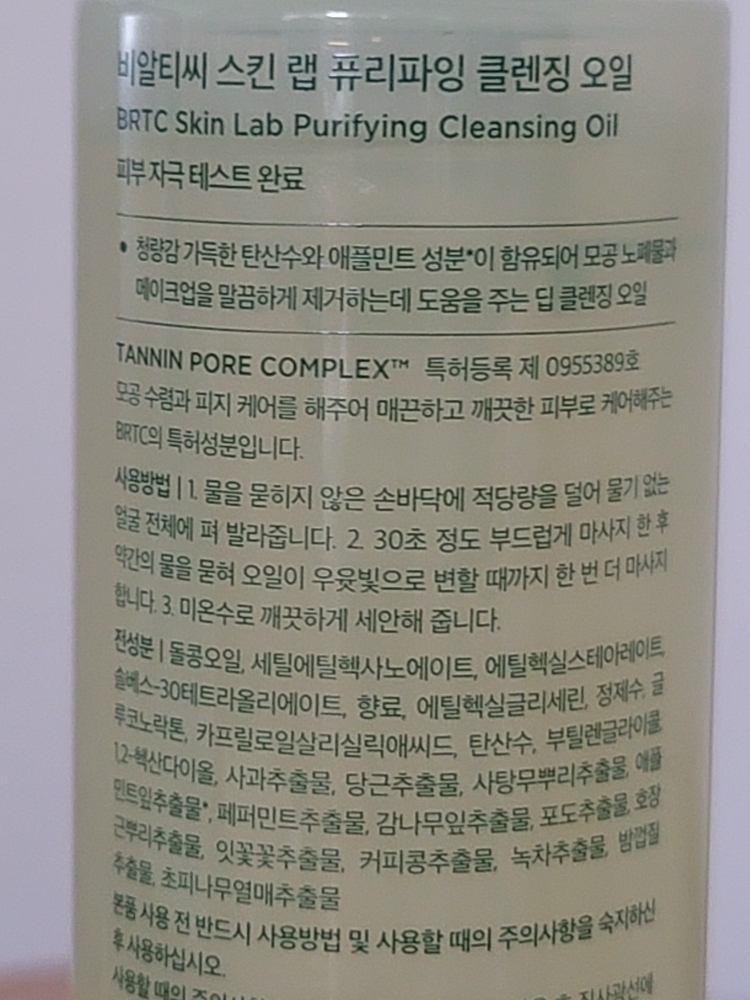 비알티씨 스킨 랩 퓨리파잉 클렌징 오일
BRTC Skin Lab Purifying Cleansing Oil
피부 자극 테스트 완료
• 청량감 가득한 탄산수와 애플민트 성분*이 함유되어 모공 노폐물과
메이크업을 말끔하게 제거하는데 도움을 주는 딥 클렌징 오일
TANNIN PORE COMPLEX™ 특허등록 제 0955389호
모공 수렴과 피지 케어를 해주어 매끈하고 깨끗한 피부로 케어해주는
BRTC의 특허성분입니다.
사용방법 | 1. 물을 묻히지 않은 손바닥에 적당량을 덜어 물기 없는
얼굴 전체에 펴 발라줍니다. 2. 30초 정도 부드럽게 마사지 한 후
약간의 물을 묻혀 오일이 우윳빛으로 변할 때까지 한 번 더 마사지
합니다. 3. 미온수로 깨끗하게 세안해 줍니다.
전성분 | 돌콩오일, 세틸에틸헥사노에이트, 에틸헥실스테아레이트,
솔베스-30테트라올리에이트, 향료, 에틸헥실글리세린, 정제수, 글
루코노락톤, 카프릴로일살리실릭애씨드, 탄산수, 부틸렌글라이콜,
1,2-헥산다이올, 사과추출물, 당근추출물, 사탕무뿌리추출물, 애플
민트잎추출물*, 페퍼민트추출물, 감나무잎추출물, 포도추출물, 호장
근뿌리추출물, 잇꽃꽃추출물, 커피콩추출물, 녹차추출물, 밤껍질
추출물, 초피나무열매추출물
본품 사용 전 반드시 사용방법 및 사용할 때의 주의사항을 숙지하신
후 사용하십시오.
사용할 때의 주의사항 직사광선에